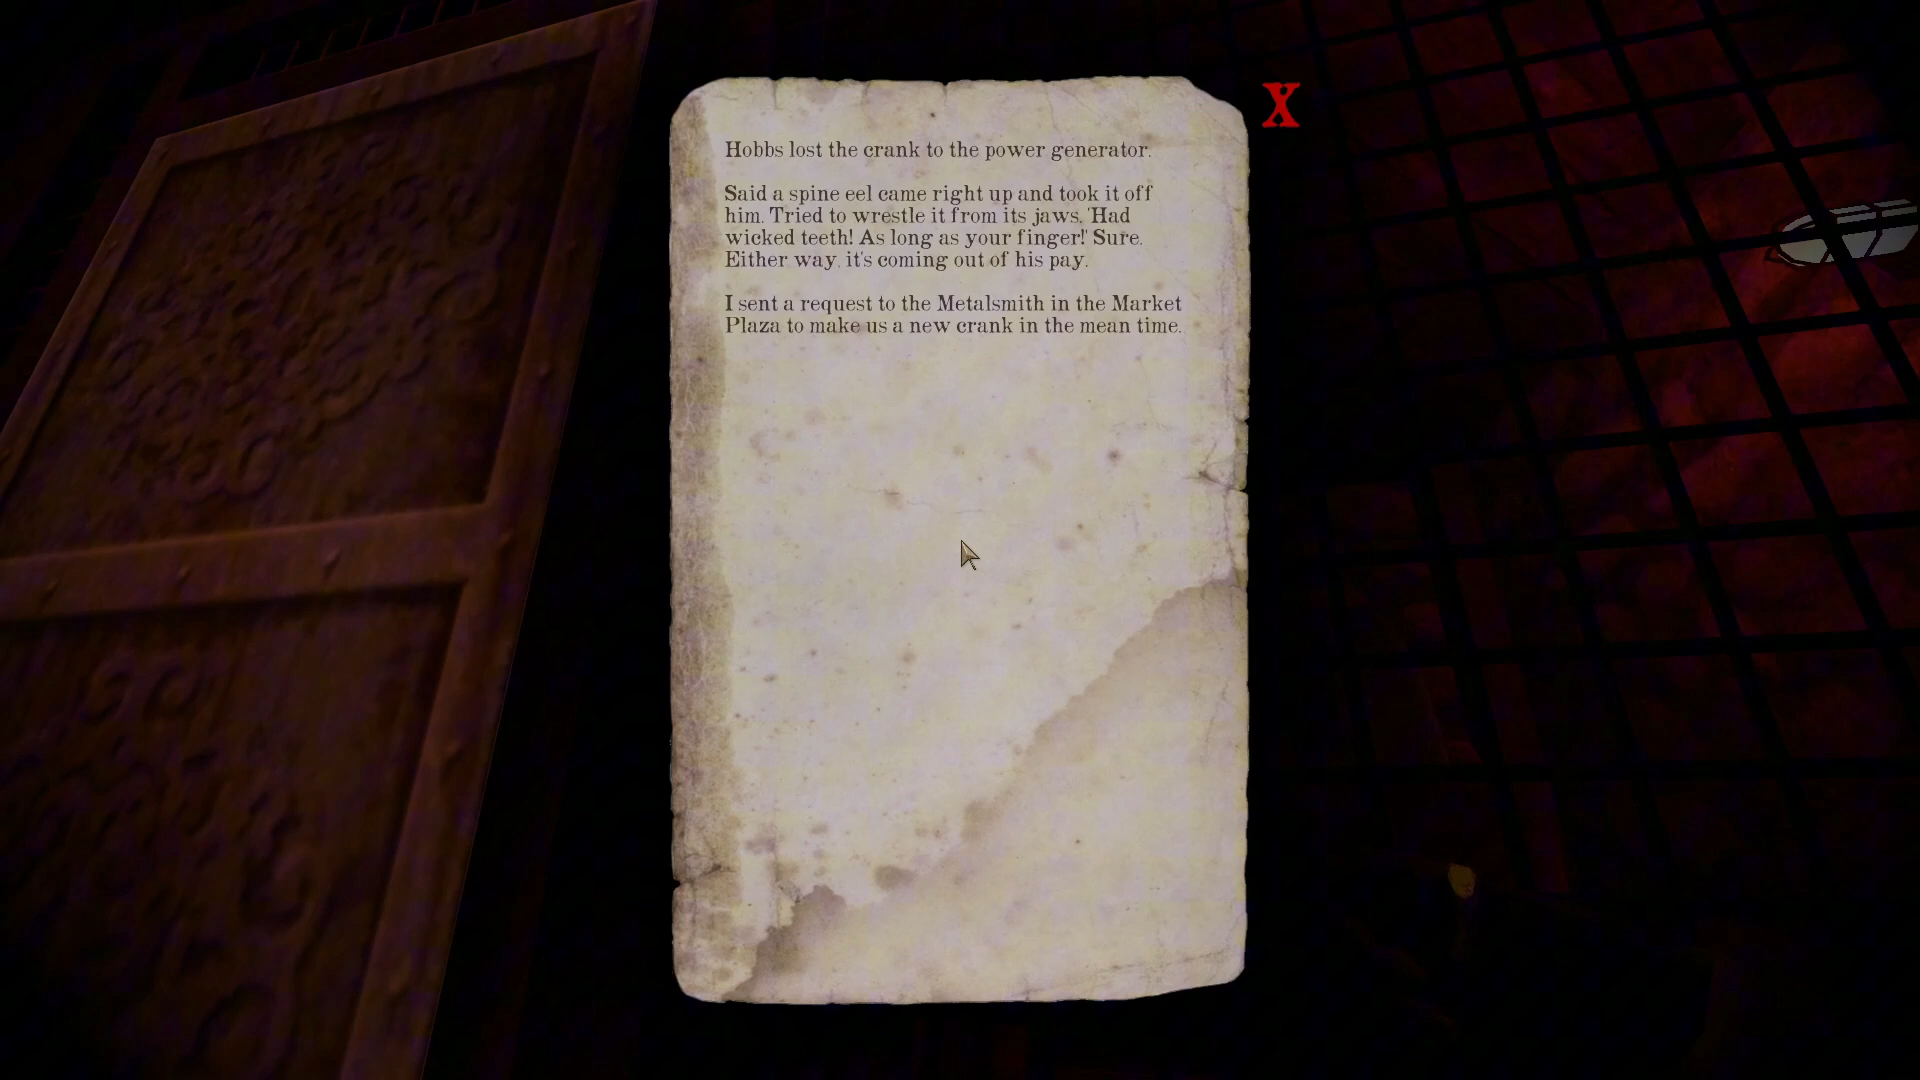 Hobbs lost the crank to the power generator.
Said a spine eel came right up and took it off
him. Tried to wrestle it from its jaws. 'Had
wicked teeth! As long as your finger!' Sure.
Either way, it's coming out of his pay.
I sent a request to the Metalsmith in the Market
Plaza to make us a new crank in the mean time.
X